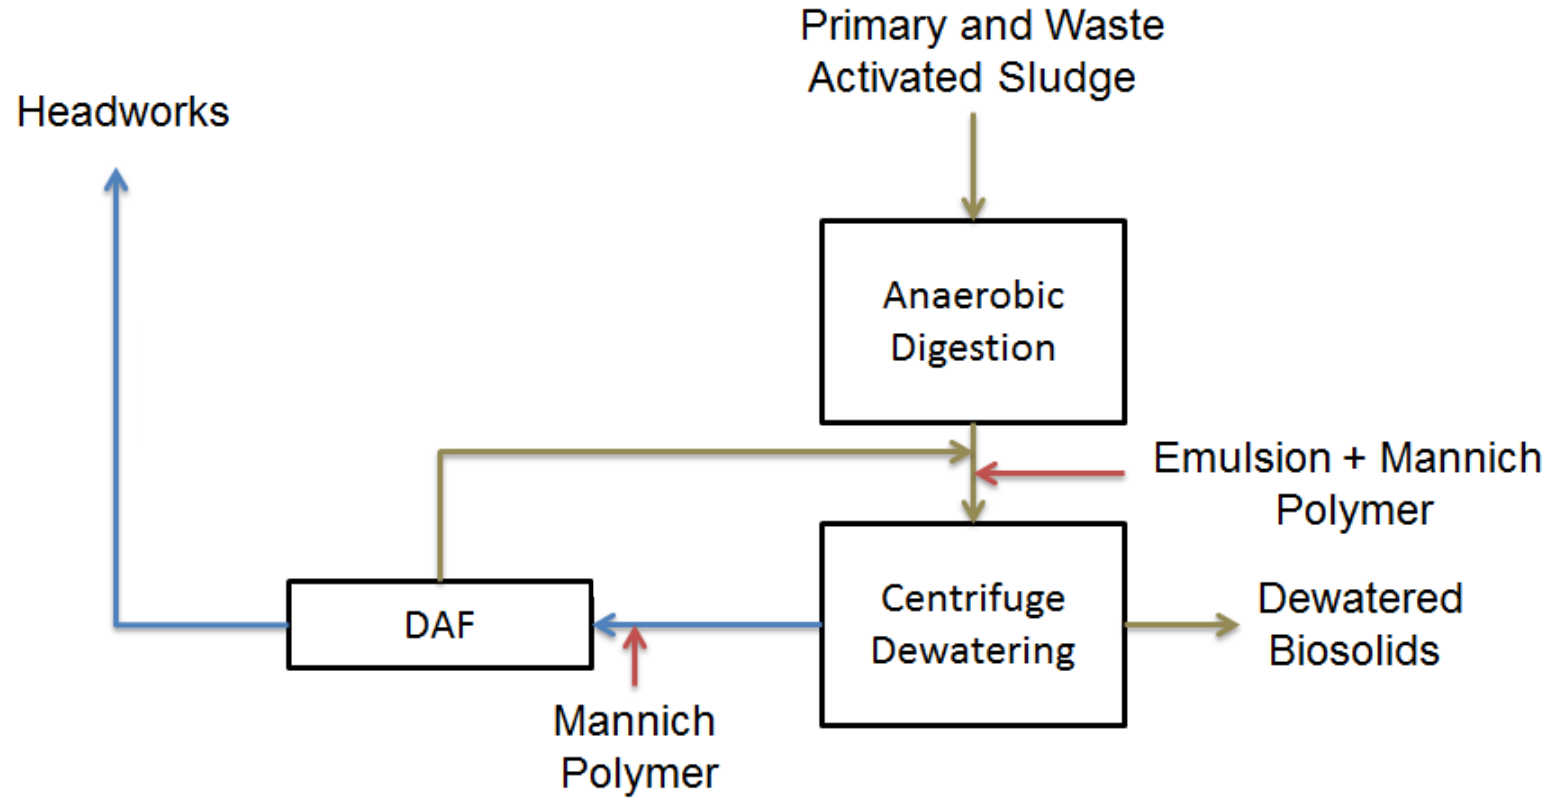 Primary and Waste
Activated Sludge
Headworks
Anaerobic
Digestion
Emulsion + Mannich
Polymer
Centrifuge
Dewatering
Dewatered
Biosolids
DAF
Mannich
Polymer